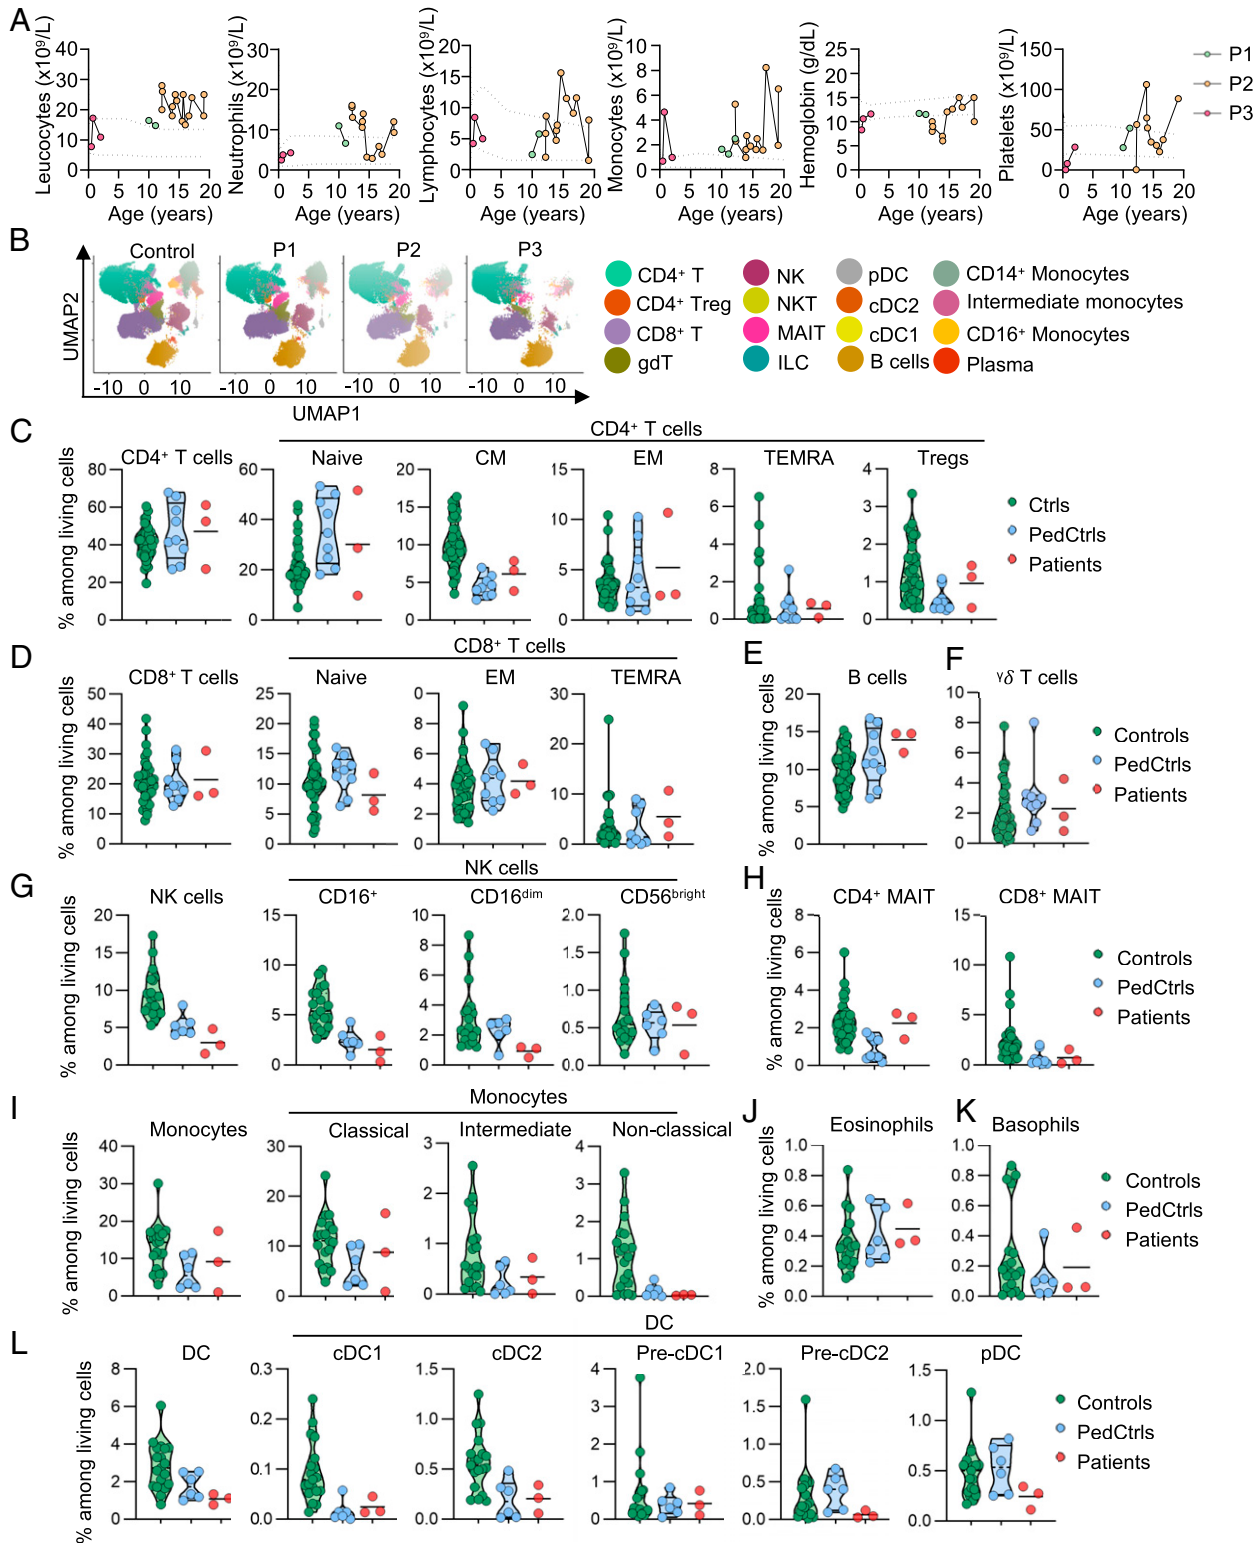 A
Leucocytes (x10⁹/L)
40
30
20
10
0
0 5 10 15 20
Age (years)
Neutrophils (x10⁹/L)
30
20
10
0
0 5 10 15 20
Age (years)
Lymphocytes (x10⁹/L)
20
15
10
5
0
0 5 10 15 20
Age (years)
Monocytes (x10⁹/L)
10
8
6
4
2
0
0 5 10 15 20
Age (years)
Hemoglobin (g/dL)
25
20
15
10
5
0
0 5 10 15 20
Age (years)
Platelets (x10⁹/L)
150
100
50
0
0 5 10 15 20
Age (years)
P1
P2
P3
B
Control P1 P2 P3
UMAP2
-10 0 10 -10 0 10 -10 0 10 -10 0 10
UMAP1
CD4⁺ T NK pDC CD14⁺ Monocytes
CD4⁺ Treg NKT cDC2 Intermediate monocytes
CD8⁺ T MAIT cDC1 CD16⁺ Monocytes
gdT ILC B cells Plasma
C
CD4⁺ T cells
% among living cells
CD4⁺ T cells
80
60
40
20
0
Naive
60
40
20
0
CM
20
15
10
5
0
EM
15
10
5
0
TEMRA
8
6
4
2
0
Tregs
4
3
2
1
0
Ctrls
PedCtrls
Patients
D
CD8⁺ T cells
% among living cells
CD8⁺ T cells
50
40
30
20
10
0
Naive
25
20
15
10
5
0
EM
0
8
6
4
2
0
TEMRA
30
20
10
0
E
B cells
% among living cells
20
15
10
5
0
F
γδ T cells
10
8
6
4
2
0
Controls
PedCtrls
Patients
G
NK cells
% among living cells
NK cells
20
15
10
5
0
CD16⁺
15
10
5
0
CD16ᵈⁱᵐ
10
8
6
4
2
0
CD56ᵇʳⁱᵍʰᵗ
2.0
1.5
1.0
0.5
0.0
H
% among living cells
CD4⁺ MAIT
8
6
4
2
0
CD8⁺ MAIT
15
10
5
0
Controls
PedCtrls
Patients
I
Monocytes
% among living cells
Monocytes
40
30
20
10
0
Classical
30
20
10
0
Intermediate
3
2
1
0
Non-classical
4
3
2
1
0
J
Eosinophils
% among living cells
1.0
0.8
0.6
0.4
0.2
0.0
K
Basophils
1.0
0.8
0.6
0.4
0.2
0.0
Controls
PedCtrls
Patients
L
DC
% among living cells
DC
8
6
4
2
0
cDC1
0.3
0.2
0.1
0.0
cDC2
1.5
1.0
0.5
0.0
Pre-cDC1
4
3
2
1
0
Pre-cDC2
2.0
1.5
1.0
0.5
0.0
pDC
1.5
1.0
0.5
0.0
Controls
PedCtrls
Patients